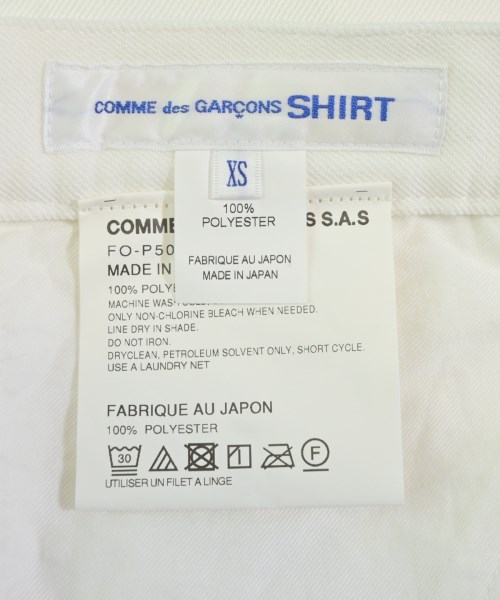 COMME des GARÇONS SHIRT
XS
100%
POLYESTER
FABRIQUE AU JAPON
MADE IN JAPAN
COMME S S.A.S
FO-P50
MADE IN
100% POLYE
MACHINE WAS
ONLY NON-CHLORINE BLEACH WHEN NEEDED.
LINE DRY IN SHADE.
DO NOT IRON.
DRYCLEAN, PETROLEUM SOLVENT ONLY, SHORT CYCLE.
USE A LAUNDRY NET
FABRIQUE AU JAPON
100% POLYESTER
30
F
UTILISER UN FILET A LINGE